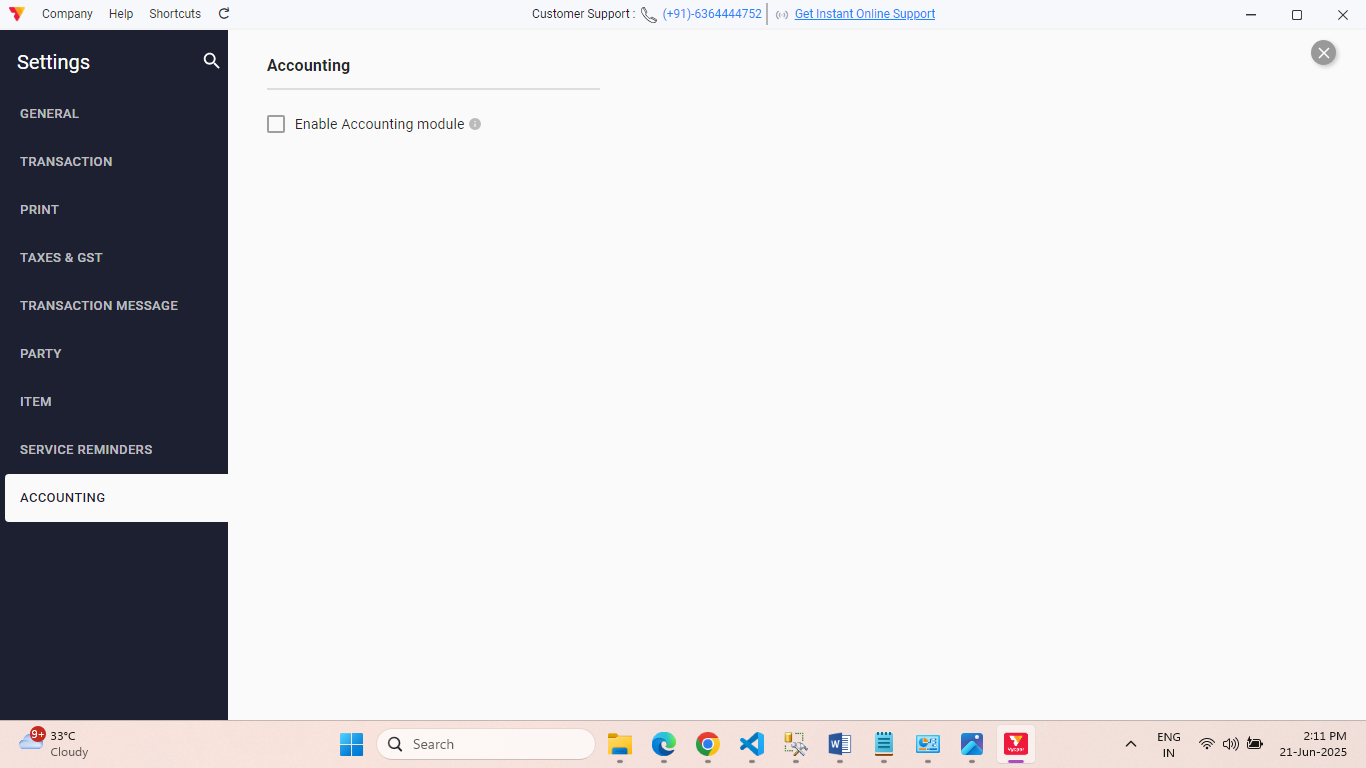 Company Help Shortcuts Customer Support : (+91)-6364444752 Get Instant Online Support
Settings
GENERAL
TRANSACTION
PRINT
TAXES & GST
TRANSACTION MESSAGE
PARTY
ITEM
SERVICE REMINDERS
ACCOUNTING
Accounting
Enable Accounting module
9+
33°C
Cloudy
Search
Vyapar
ENG
IN
2:11 PM
21-Jun-2025